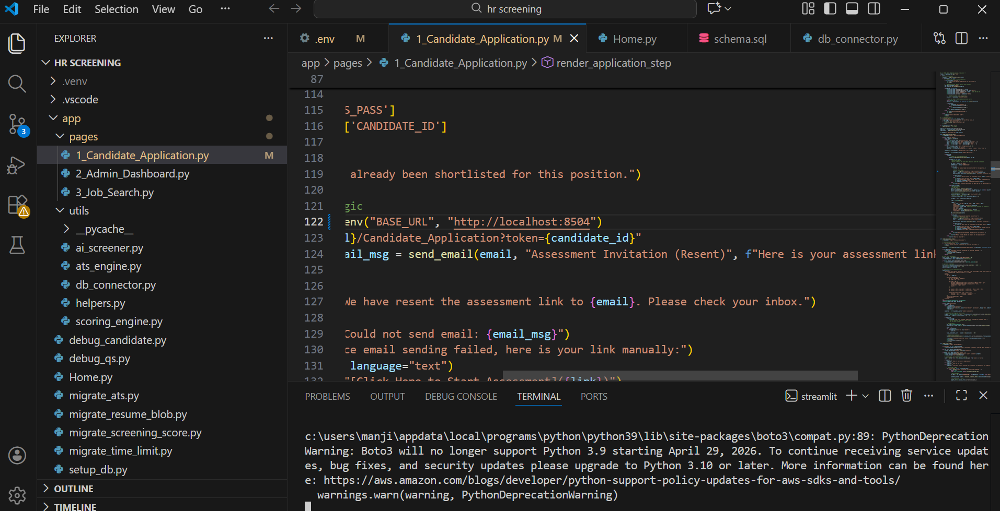 File Edit Selection View Go ··· hr screening
EXPLORER ···
HR SCREENING
.venv
.vscode
app
pages
1_Candidate_Application.py M
2_Admin_Dashboard.py
3_Job_Search.py
utils
__pycache__
ai_screener.py
ats_engine.py
db_connector.py
helpers.py
scoring_engine.py
debug_candidate.py
debug_qs.py
Home.py
migrate_ats.py
migrate_resume_blob.py
migrate_screening_score.py
migrate_time_limit.py
setup_db.py
OUTLINE
TIMELINE
3
.env M 1_Candidate_Application.py M Home.py schema.sql db_connector.py ···
app > pages > 1_Candidate_Application.py > render_application_step
87
114
115 S_PASS']
116 ['CANDIDATE_ID']
117
118
119 already been shortlisted for this position.")
120
121 gic
122 env("BASE_URL", "http://localhost:8504")
123 l}/Candidate_Application?token={candidate_id}"
124 ail_msg = send_email(email, "Assessment Invitation (Resent)", f"Here is your assessment link
125
126
127 We have resent the assessment link to {email}. Please check your inbox.")
128
129 Could not send email: {email_msg}")
130 ce email sending failed, here is your link manually:")
131 language="text")
132 "[Click Here to Start Assessment]({link})")
PROBLEMS OUTPUT DEBUG CONSOLE TERMINAL PORTS streamlit ···
c:\users\manji\appdata\local\programs\python\python39\lib\site-packages\boto3\compat.py:89: PythonDeprecation
Warning: Boto3 will no longer support Python 3.9 starting April 29, 2026. To continue receiving service updat
es, bug fixes, and security updates please upgrade to Python 3.10 or later. More information can be found her
e: https://aws.amazon.com/blogs/developer/python-support-policy-updates-for-aws-sdks-and-tools/
warnings.warn(warning, PythonDeprecationWarning)